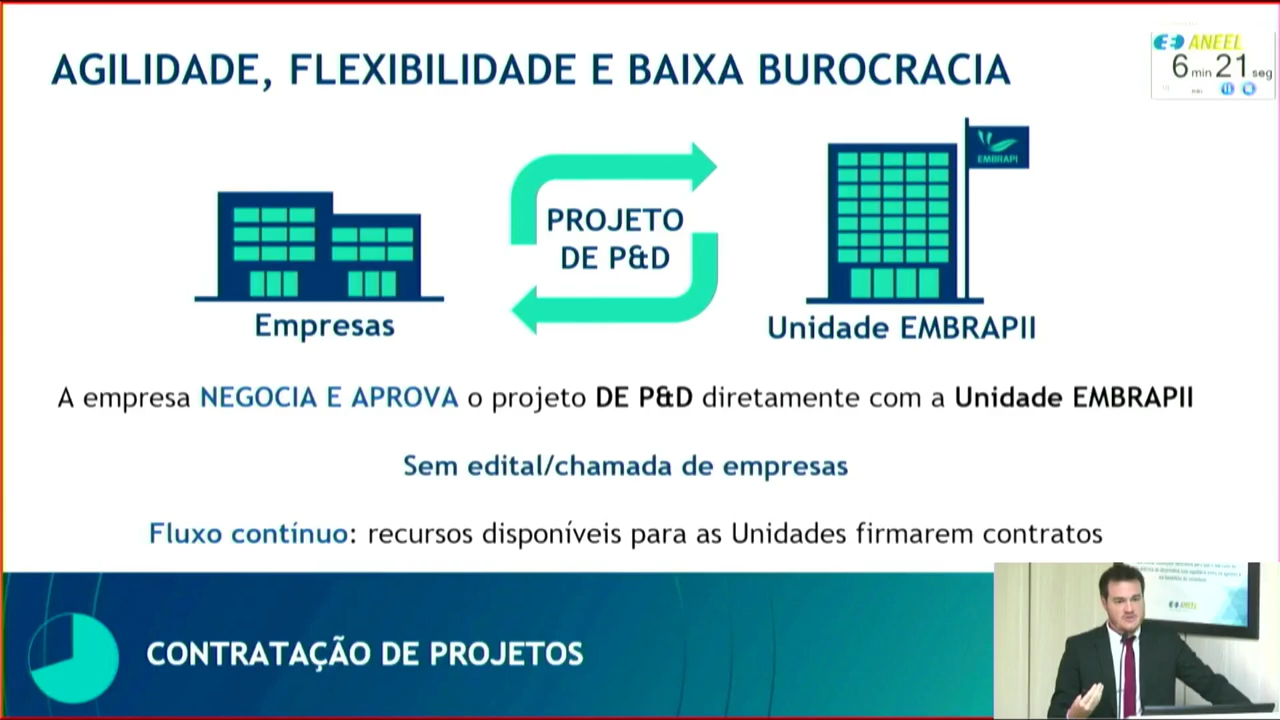 AGILIDADE, FLEXIBILIDADE E BAIXA BUROCRACIA
ANEEL
6 min 21 seg
EMBRAPI
PROJETO
DE P&D
Empresas
Unidade EMBRAPII
A empresa NEGOCIA E APROVA o projeto DE P&D diretamente com a Unidade EMBRAPII
Sem edital/chamada de empresas
Fluxo contínuo: recursos disponíveis para as Unidades firmarem contratos
CONTRATAÇÃO DE PROJETOS
ANEEL